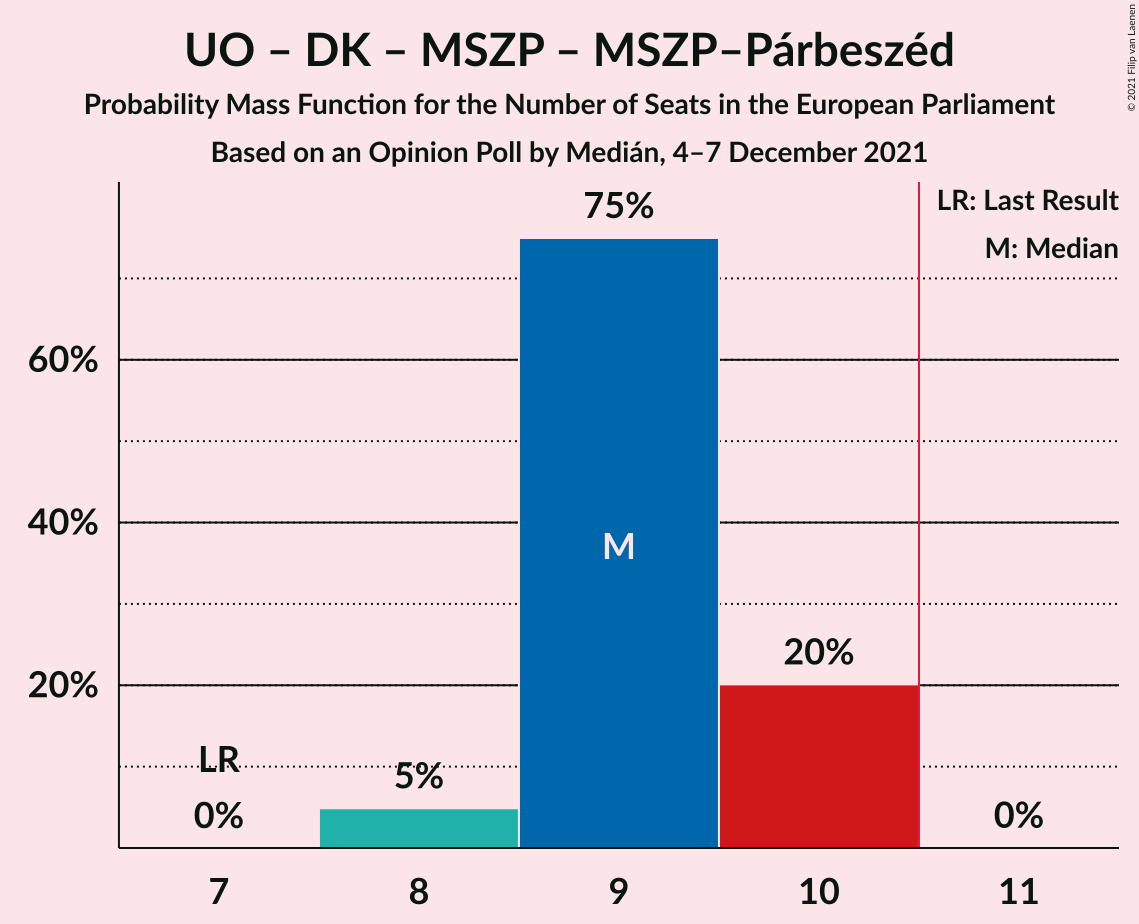 UO – DK – MSZP – MSZP–Párbeszéd
Probability Mass Function for the Number of Seats in the European Parliament
Based on an Opinion Poll by Medián, 4–7 December 2021
© 2021 Filip van Laenen
LR: Last Result
M: Median
75%
60%
40%
M
20%
20%
LR
5%
0%
0%
7
8
9
10
11